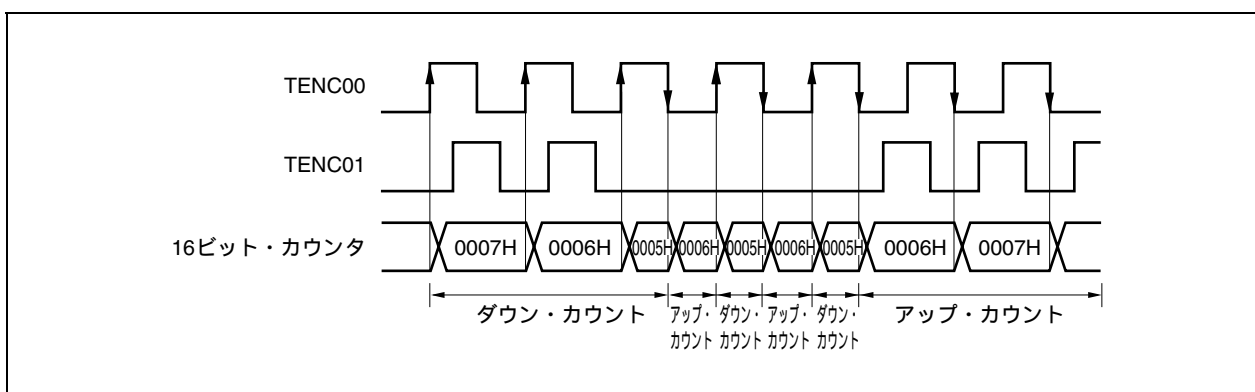 TENC00
TENC01
16ビット・カウンタ
0007H 0006H 0005H 0006H 0005H 0006H 0005H 0006H 0007H
ダウン・カウント アップ・カウント ダウン・カウント アップ・カウント ダウン・カウント アップ・カウント